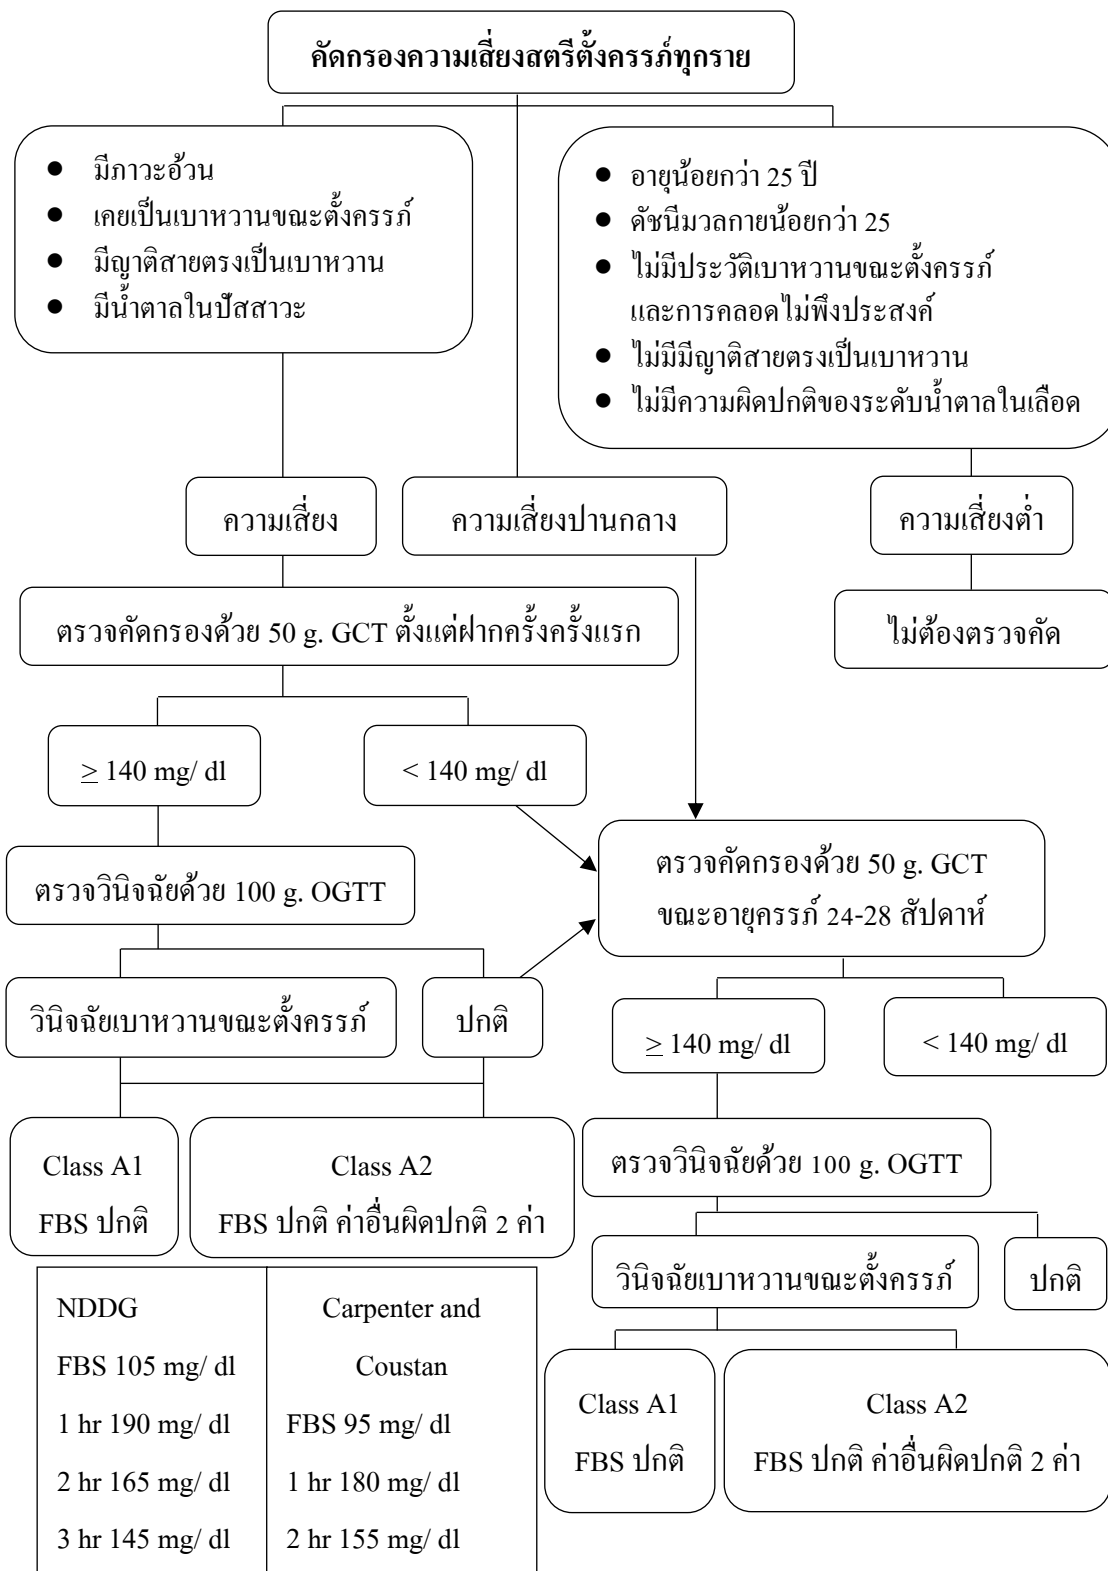 คัดกรองความเสี่ยงสตรีตั้งครรภ์ทุกราย
● มีภาวะอ้วน
● เคยเป็นเบาหวานขณะตั้งครรภ์
● มีญาติสายตรงเป็นเบาหวาน
● มีน้ำตาลในปัสสาวะ
● อายุน้อยกว่า 25 ปี
● ดัชนีมวลกายน้อยกว่า 25
● ไม่มีประวัติเบาหวานขณะตั้งครรภ์
และการคลอดไม่พึงประสงค์
● ไม่มีมีญาติสายตรงเป็นเบาหวาน
● ไม่มีความผิดปกติของระดับน้ำตาลในเลือด
ความเสี่ยง
ความเสี่ยงปานกลาง
ความเสี่ยงต่ำ
ตรวจคัดกรองด้วย 50 g. GCT ตั้งแต่ฝากครั้งครั้งแรก
ไม่ต้องตรวจคัด
≥ 140 mg/ dl
< 140 mg/ dl
ตรวจคัดกรองด้วย 50 g. GCT
ขณะอายุครรภ์ 24-28 สัปดาห์
ตรวจวินิจฉัยด้วย 100 g. OGTT
วินิจฉัยเบาหวานขณะตั้งครรภ์
ปกติ
≥ 140 mg/ dl
< 140 mg/ dl
Class A1
FBS ปกติ
Class A2
FBS ปกติ ค่าอื่นผิดปกติ 2 ค่า
ตรวจวินิจฉัยด้วย 100 g. OGTT
วินิจฉัยเบาหวานขณะตั้งครรภ์
ปกติ
Class A1
FBS ปกติ
Class A2
FBS ปกติ ค่าอื่นผิดปกติ 2 ค่า
NDDG
FBS 105 mg/ dl
1 hr 190 mg/ dl
2 hr 165 mg/ dl
3 hr 145 mg/ dl
Carpenter and
Coustan
FBS 95 mg/ dl
1 hr 180 mg/ dl
2 hr 155 mg/ dl